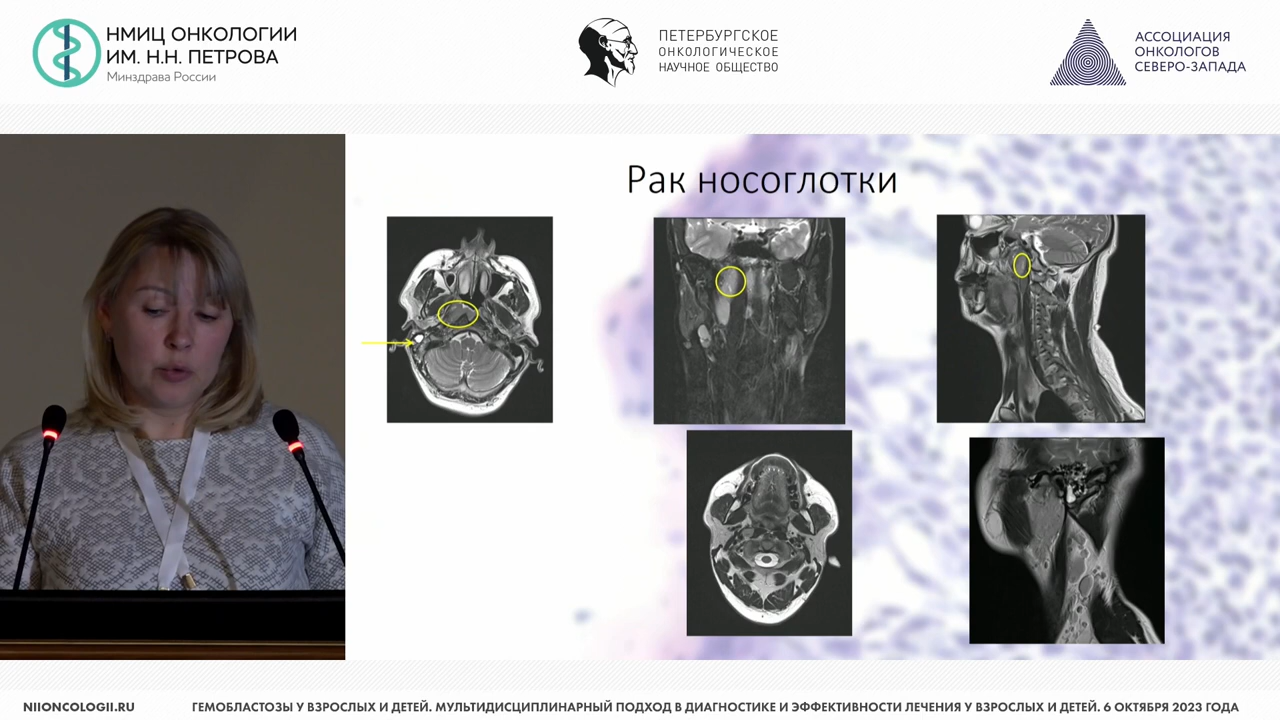 НМИЦ ОНКОЛОГИИ
ИМ. Н.Н. ПЕТРОВА
Минздрава России
ПЕТЕРБУРГСКОЕ
ОНКОЛОГИЧЕСКОЕ
НАУЧНОЕ ОБЩЕСТВО
АССОЦИАЦИЯ
ОНКОЛОГОВ
СЕВЕРО-ЗАПАДА
Рак носоглотки
NIIONCOLOGII.RU
ГЕМОБЛАСТОЗЫ У ВЗРОСЛЫХ И ДЕТЕЙ. МУЛЬТИДИСЦИПЛИНАРНЫЙ ПОДХОД В ДИАГНОСТИКЕ И ЭФФЕКТИВНОСТИ ЛЕЧЕНИЯ У ВЗРОСЛЫХ И ДЕТЕЙ. 6 ОКТЯБРЯ 2023 ГОДА